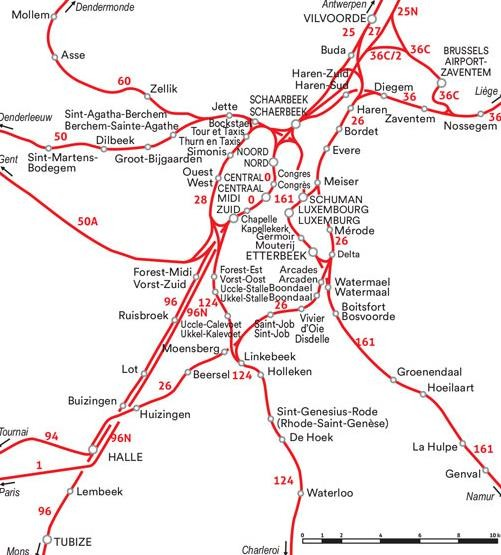 Antwerpen
Mollem
Dendermonde
VILVOORDE
25N
25
27
Asse
Buda
36C/2
36C
BRUSSELS
AIRPORT-
ZAVENTEM
Haren-Zuid
Haren-Sud
60
Zellik
Diegem
36C
Liège
36
Jette
SCHAARBEEK
SCHAERBEEK
Haren
Zaventem
Nossegem
36
Denderleeuw
Sint-Agatha-Berchem
Berchem-Sainte-Agathe
Bockstael
Tour et Taxis
Thurn en Taxis
26
Bordet
50
Dilbeek
Simonis
NOORD
NORD
Evere
Sint-Martens-
Bodegem
Groot-Bijgaarden
Gent
Ouest
West
CENTRAL
CENTRAAL
0
Congres
Congrès
Meiser
28
MIDI
ZUID
0
161
SCHUMAN
LUXEMBOURG
LUXEMBURG
50A
Chapelle
Kapellekerk
Germoir
Mouterij
Mérode
26
ETTERBEEK
Delta
Forest-Midi
Vorst-Zuid
Forest-Est
Vorst-Oost
Arcades
Arcaden
Uccle-Stalle
Ukkel-Stalle
Boondael
Boondaal
Watermael
Watermaal
96
124
96N
26
Boitsfort
Bosvoorde
Ruisbroek
Uccle-Calevoet
Ukkel-Kalevoet
Saint-Job
Sint-Job
Vivier
d'Oie
Disdelle
161
Moensberg
Linkebeek
Lot
26
Beersel
124
Holleken
Groenendaal
Hoeilaart
Buizingen
Huizingen
Sint-Genesius-Rode
(Rhode-Saint-Genèse)
Tournai
94
96N
De Hoek
La Hulpe
161
1
HALLE
Genval
Paris
124
Namur
Lembeek
Waterloo
96
TUBIZE
Mons
Charleroi
0
1
2
3
4
5
10 k